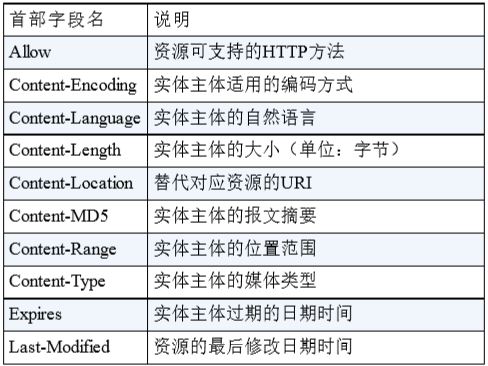 首部字段名 说明
Allow 资源可支持的HTTP方法
Content-Encoding 实体主体适用的编码方式
Content-Language 实体主体的自然语言
Content-Length 实体主体的大小（单位：字节）
Content-Location 替代对应资源的URI
Content-MD5 实体主体的报文摘要
Content-Range 实体主体的位置范围
Content-Type 实体主体的媒体类型
Expires 实体主体过期的日期时间
Last-Modified 资源的最后修改日期时间